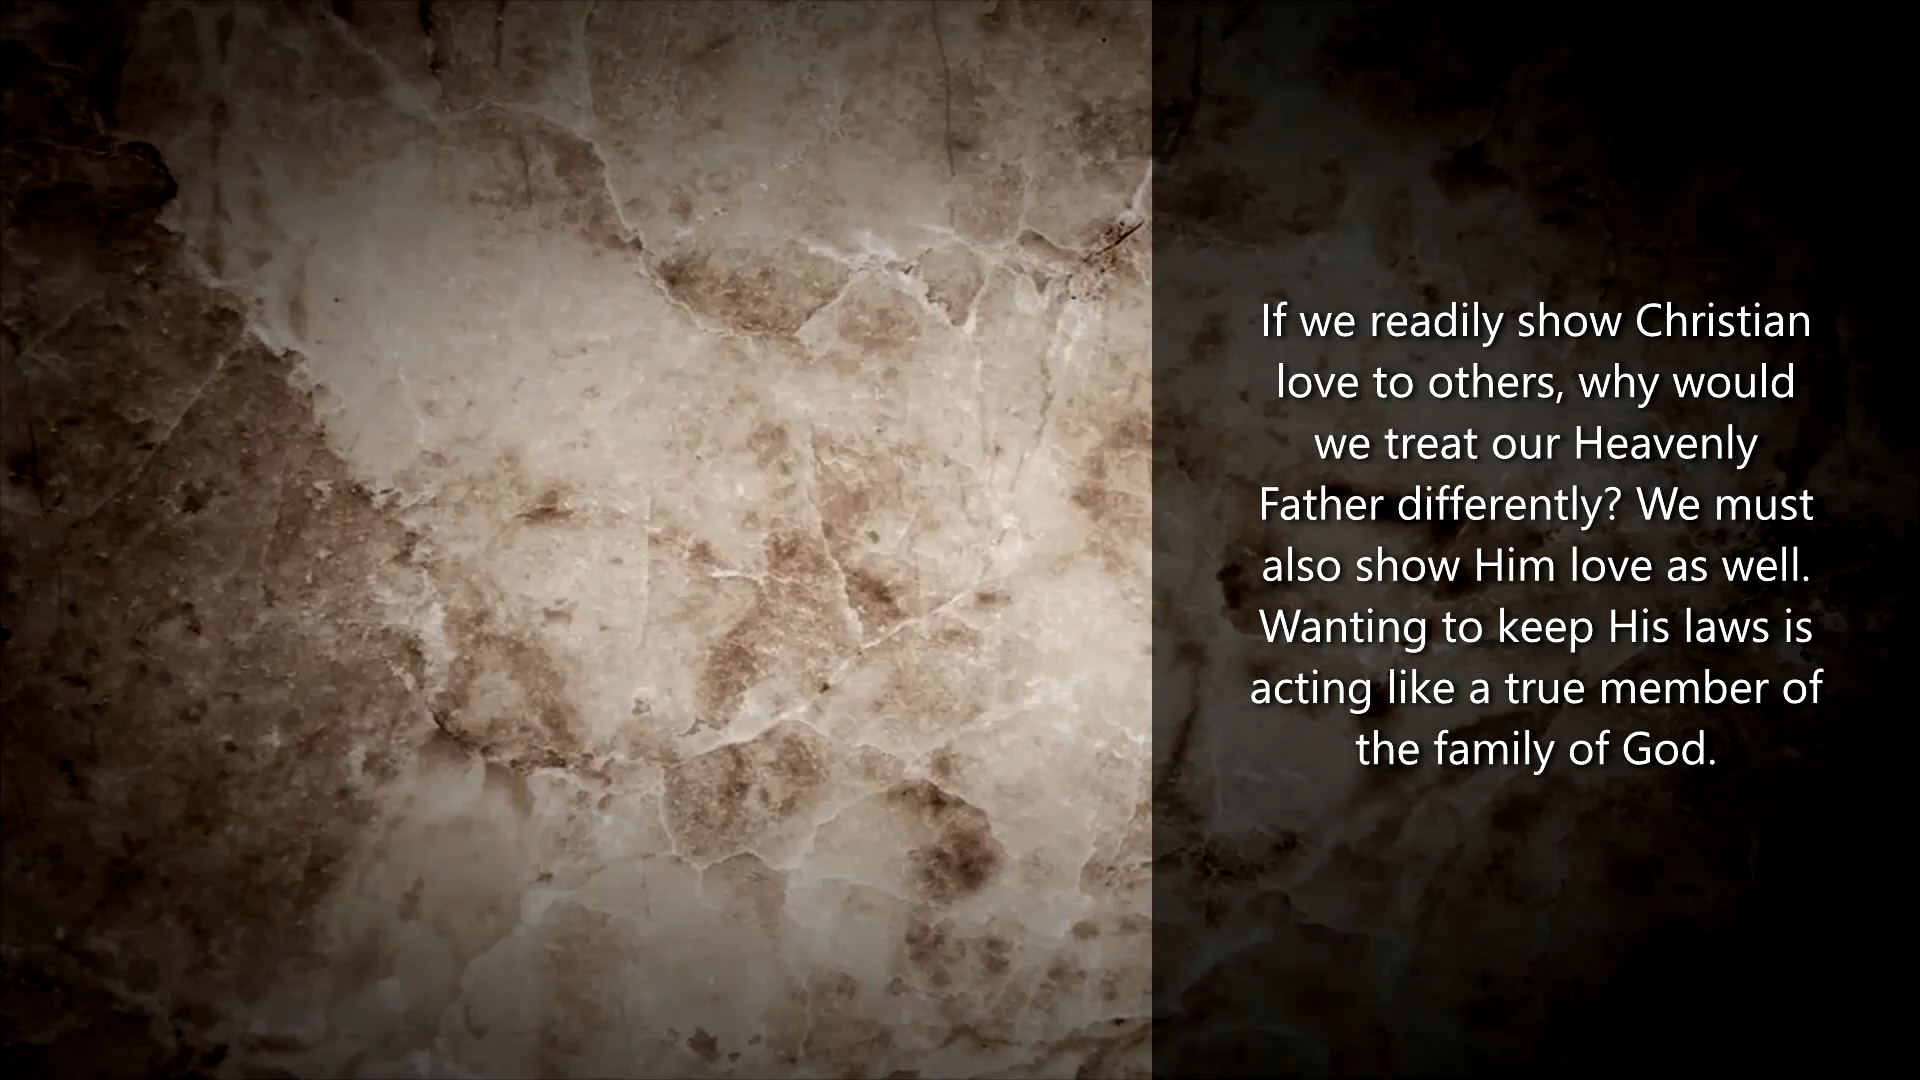 If we readily show Christian
love to others, why would
we treat our Heavenly
Father differently? We must
also show Him love as well.
Wanting to keep His laws is
acting like a true member of
the family of God.